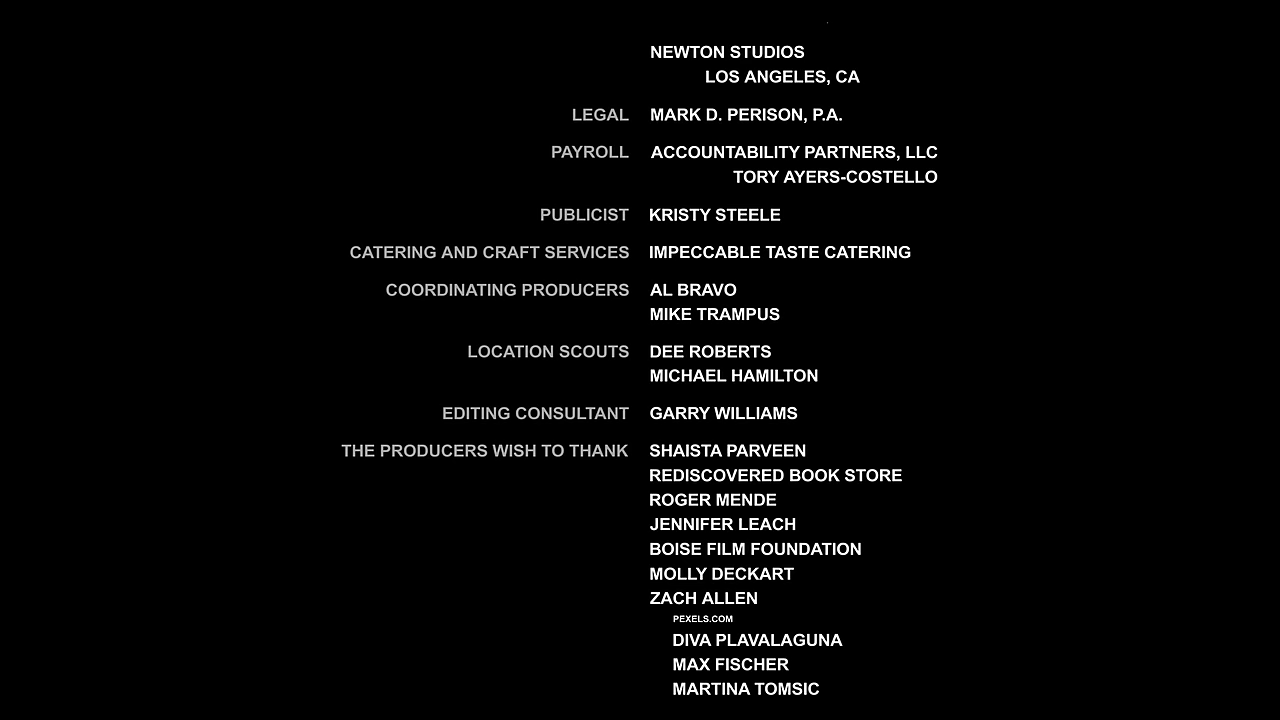 NEWTON STUDIOS
LOS ANGELES, CA
LEGAL MARK D. PERISON, P.A.
PAYROLL ACCOUNTABILITY PARTNERS, LLC
TORY AYERS-COSTELLO
PUBLICIST KRISTY STEELE
CATERING AND CRAFT SERVICES IMPECCABLE TASTE CATERING
COORDINATING PRODUCERS AL BRAVO
MIKE TRAMPUS
LOCATION SCOUTS DEE ROBERTS
MICHAEL HAMILTON
EDITING CONSULTANT GARRY WILLIAMS
THE PRODUCERS WISH TO THANK SHAISTA PARVEEN
REDISCOVERED BOOK STORE
ROGER MENDE
JENNIFER LEACH
BOISE FILM FOUNDATION
MOLLY DECKART
ZACH ALLEN
PEXELS.COM
DIVA PLAVALAGUNA
MAX FISCHER
MARTINA TOMSIC